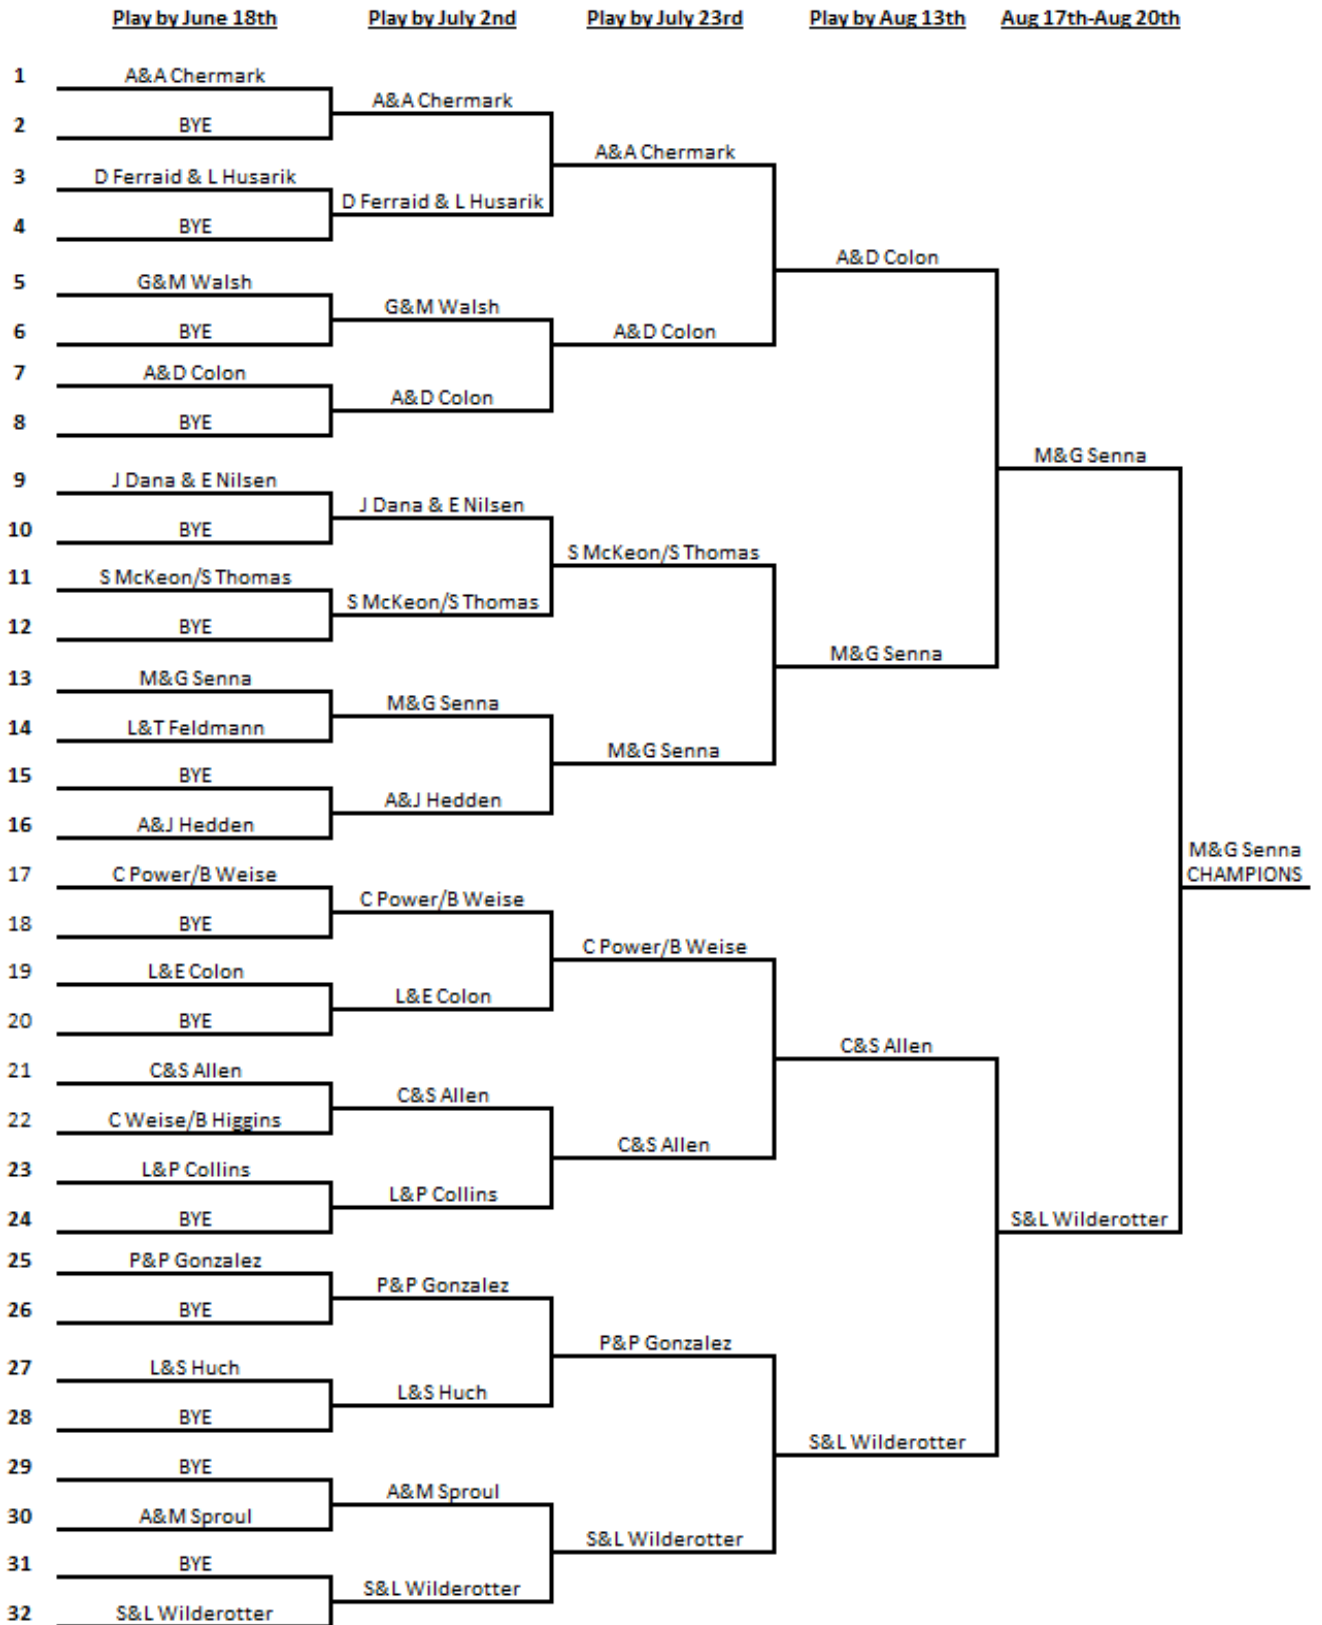 Play by June 18th Play by July 2nd Play by July 23rd Play by Aug 13th Aug 17th-Aug 20th
1 A&A Chermark
A&A Chermark
2 BYE
A&A Chermark
3 D Ferraid & L Husarik
D Ferraid & L Husarik
4 BYE
A&D Colon
5 G&M Walsh
G&M Walsh
6 BYE
A&D Colon
7 A&D Colon
A&D Colon
8 BYE
M&G Senna
9 J Dana & E Nilsen
J Dana & E Nilsen
10 BYE
S McKeon/S Thomas
11 S McKeon/S Thomas
S McKeon/S Thomas
12 BYE
M&G Senna
13 M&G Senna
M&G Senna
14 L&T Feldmann
M&G Senna
15 BYE
A&J Hedden
16 A&J Hedden
M&G Senna
CHAMPIONS
17 C Power/B Weise
C Power/B Weise
18 BYE
C Power/B Weise
19 L&E Colon
L&E Colon
20 BYE
C&S Allen
21 C&S Allen
C&S Allen
22 C Weise/B Higgins
C&S Allen
23 L&P Collins
L&P Collins
24 BYE
S&L Wilderotter
25 P&P Gonzalez
P&P Gonzalez
26 BYE
P&P Gonzalez
27 L&S Huch
L&S Huch
28 BYE
S&L Wilderotter
29 BYE
A&M Sproul
30 A&M Sproul
S&L Wilderotter
31 BYE
S&L Wilderotter
32 S&L Wilderotter